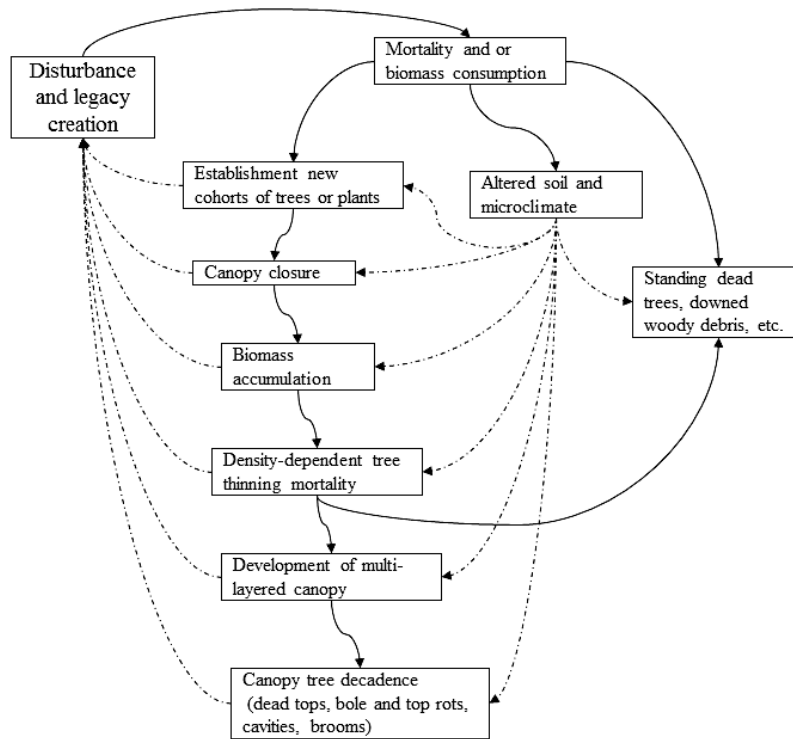 Disturbance
and legacy
creation
Mortality and or
biomass consumption
Establishment new
cohorts of trees or plants
Altered soil and
microclimate
Canopy closure
Standing dead
trees, downed
woody debris, etc.
Biomass
accumulation
Density-dependent tree
thinning mortality
Development of multi-
layered canopy
Canopy tree decadence
(dead tops, bole and top rots,
cavities, brooms)